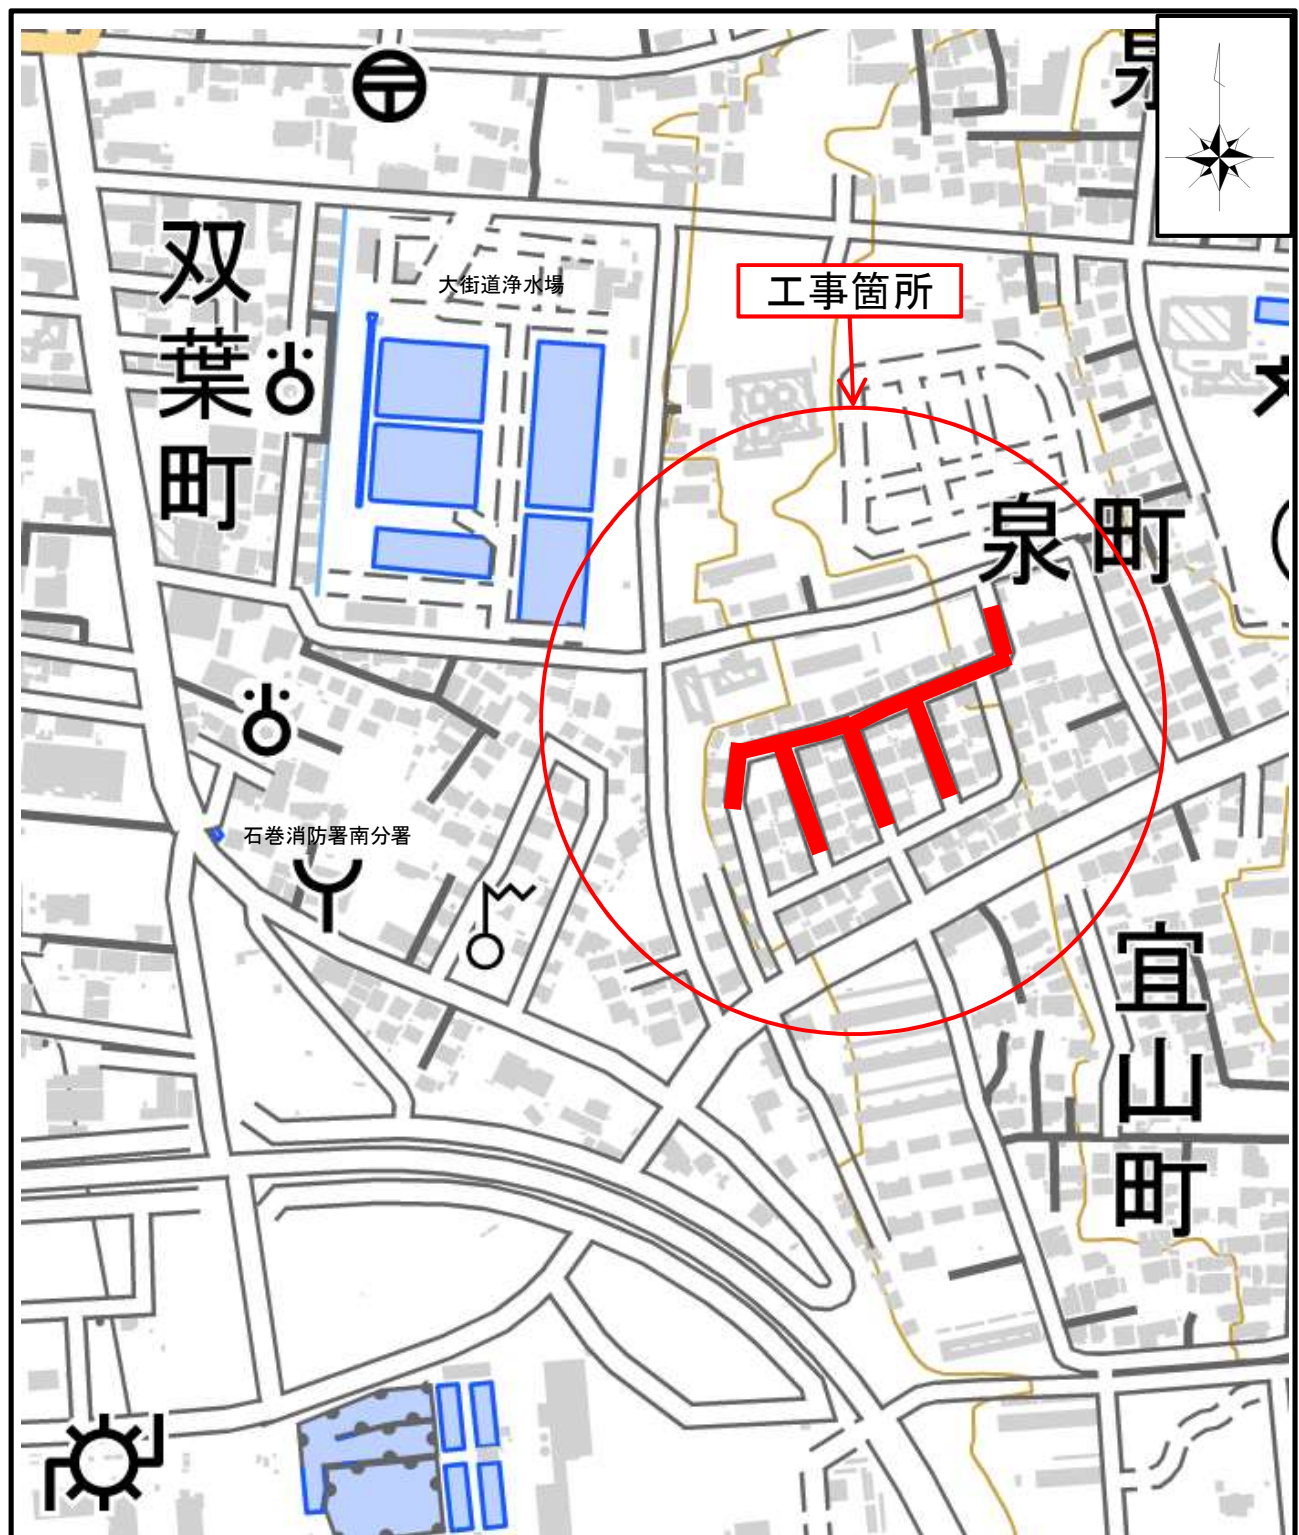 双葉町
大街道浄水場
工事箇所
泉町
石巻消防署南分署
宜山町